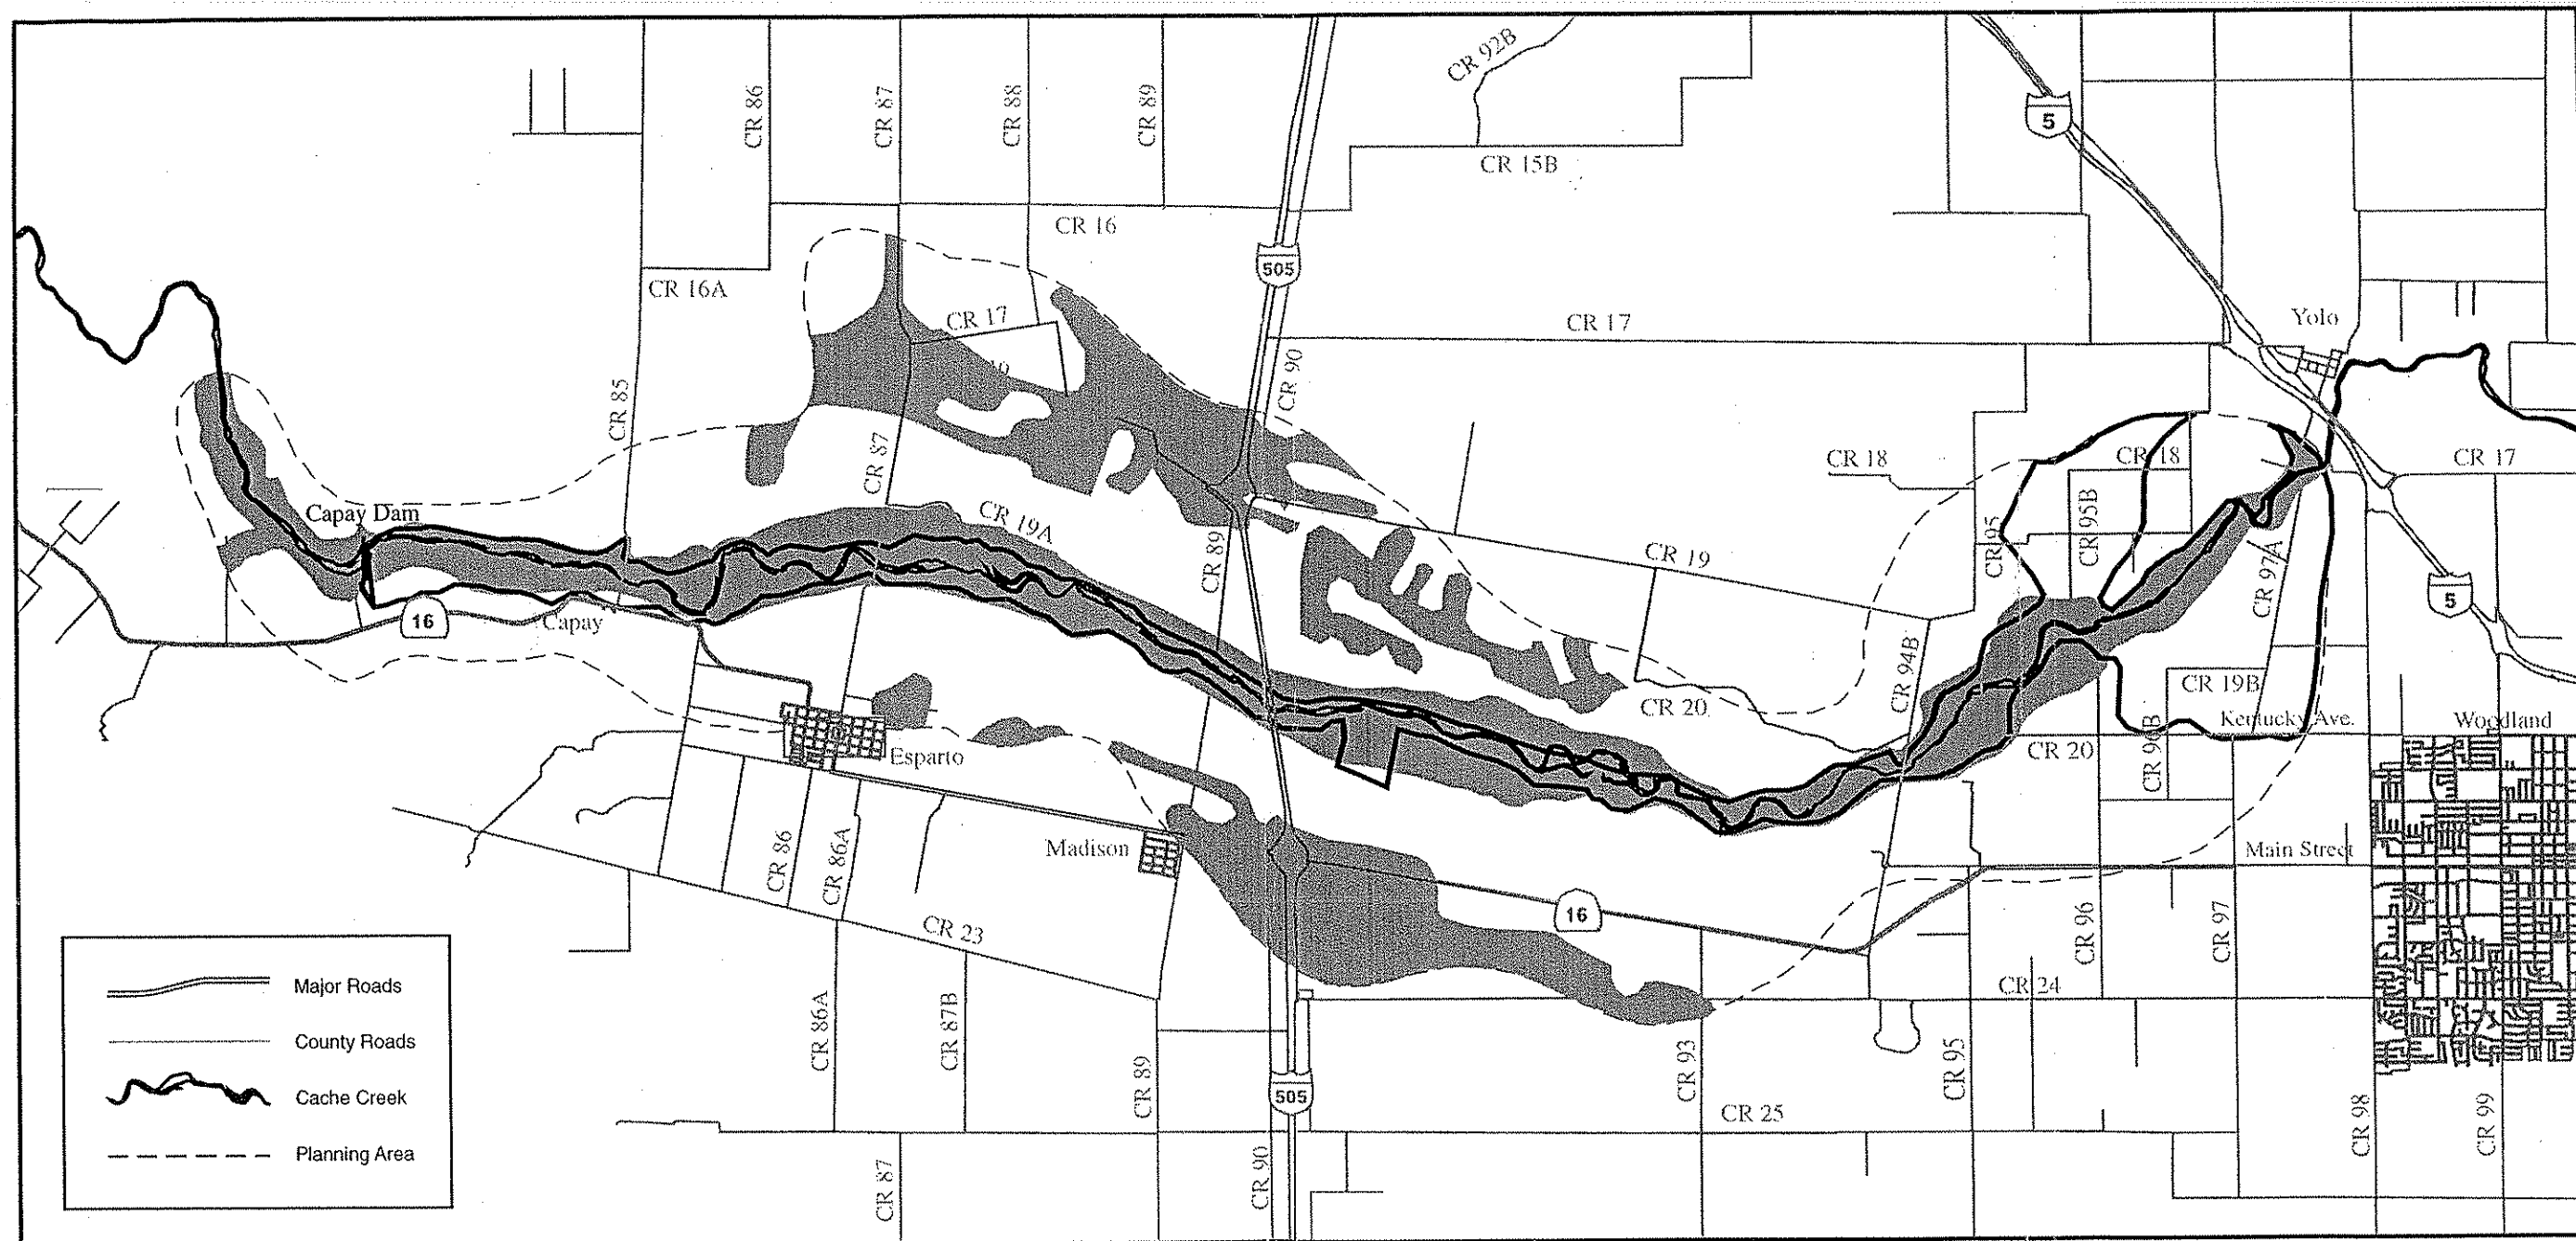 CR 92B
5
CR 86
CR 87
CR 88
CR 89
CR 15B
CR 16
505
CR 16A
CR 17
CR 17
Yolo
CR 90
CR 85
CR 87
CR 18
CR 18
CR 17
Capay Dam
CR 19A
CR 89
CR 19
CR 95
CR 95B
CR 97A
5
16
Capay
CR 94B
CR 19B
CR 20
Kentucky Ave.
Woodland
CR 20
CR 96B
Esparto
Madison
CR 86
CR 86A
Main Street
16
CR 23
CR 96
CR 97
CR 24
CR 86A
CR 87B
CR 89
505
CR 93
CR 95
CR 25
CR 98
CR 99
CR 87
CR 90
Major Roads
County Roads
Cache Creek
Planning Area